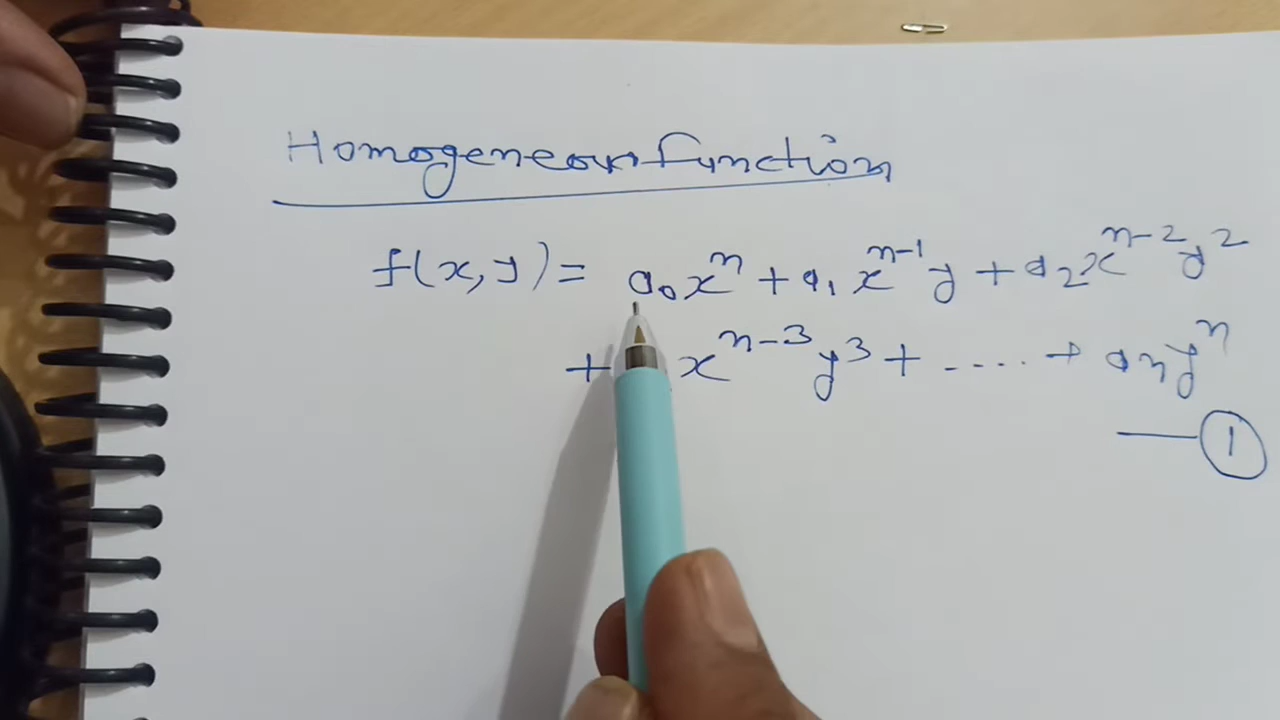 Homogeneous function
f(x, y) = a₀xⁿ + a₁xⁿ⁻¹y + a₂xⁿ⁻²y²
+ xⁿ⁻³y³ + ..... + aₙyⁿ
— ①